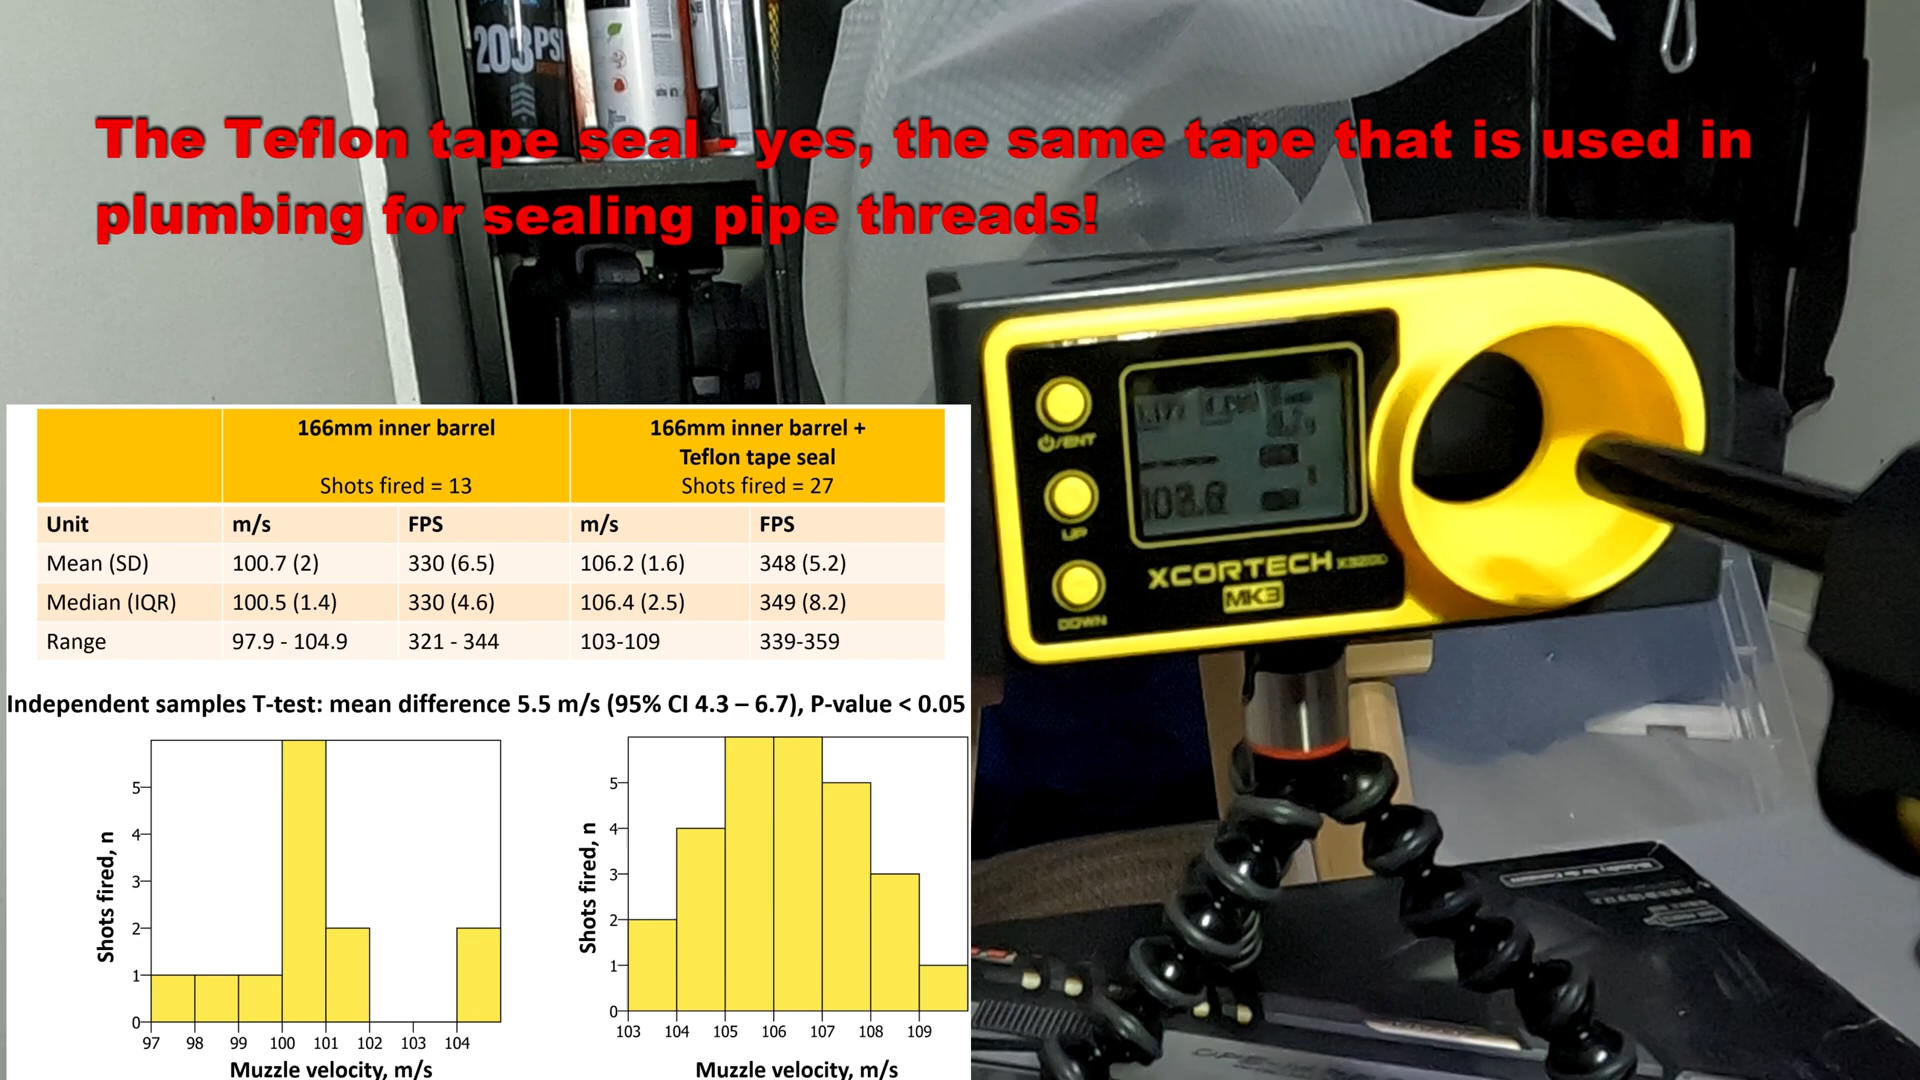 203PSI
The Teflon tape seal - yes, the same tape that is used in
plumbing for sealing pipe threads!
166mm inner barrel
Shots fired = 13
166mm inner barrel +
Teflon tape seal
Shots fired = 27
Unit m/s FPS m/s FPS
Mean (SD) 100.7 (2) 330 (6.5) 106.2 (1.6) 348 (5.2)
Median (IQR) 100.5 (1.4) 330 (4.6) 106.4 (2.5) 349 (8.2)
Range 97.9 - 104.9 321 - 344 103-109 339-359
Independent samples T-test: mean difference 5.5 m/s (95% CI 4.3 – 6.7), P-value < 0.05
Shots fired, n
5
4
3
2
1
0
97 98 99 100 101 102 103 104
Muzzle velocity, m/s
Shots fired, n
5
4
3
2
1
0
103 104 105 106 107 108 109
Muzzle velocity, m/s
⏻/ENT
UP
DOWN
XCORTECH
MK3